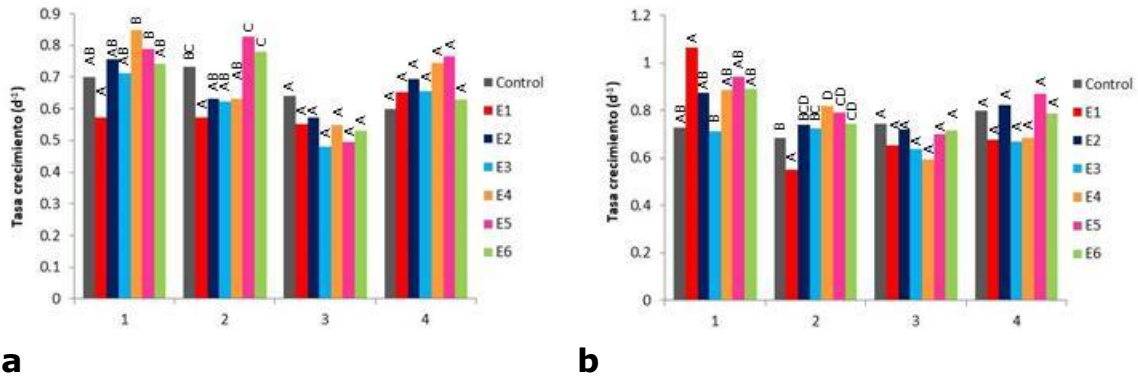 Tasa crecimiento (d⁻¹)
0.9
0.8
0.7
0.6
0.5
0.4
0.3
0.2
0.1
0
AB A AB AB B B AB
BC A AB AB AB C C
A A A A A A A
A A A A A A A
1 2 3 4
Control
E1
E2
E3
E4
E5
E6
a
Tasa crecimiento (d⁻¹)
1.2
1
0.8
0.6
0.4
0.2
0
AB A AB B AB AB AB
B A BCD BC D CD CD
A A A A A A A
A A A A A A A
1 2 3 4
Control
E1
E2
E3
E4
E5
E6
b